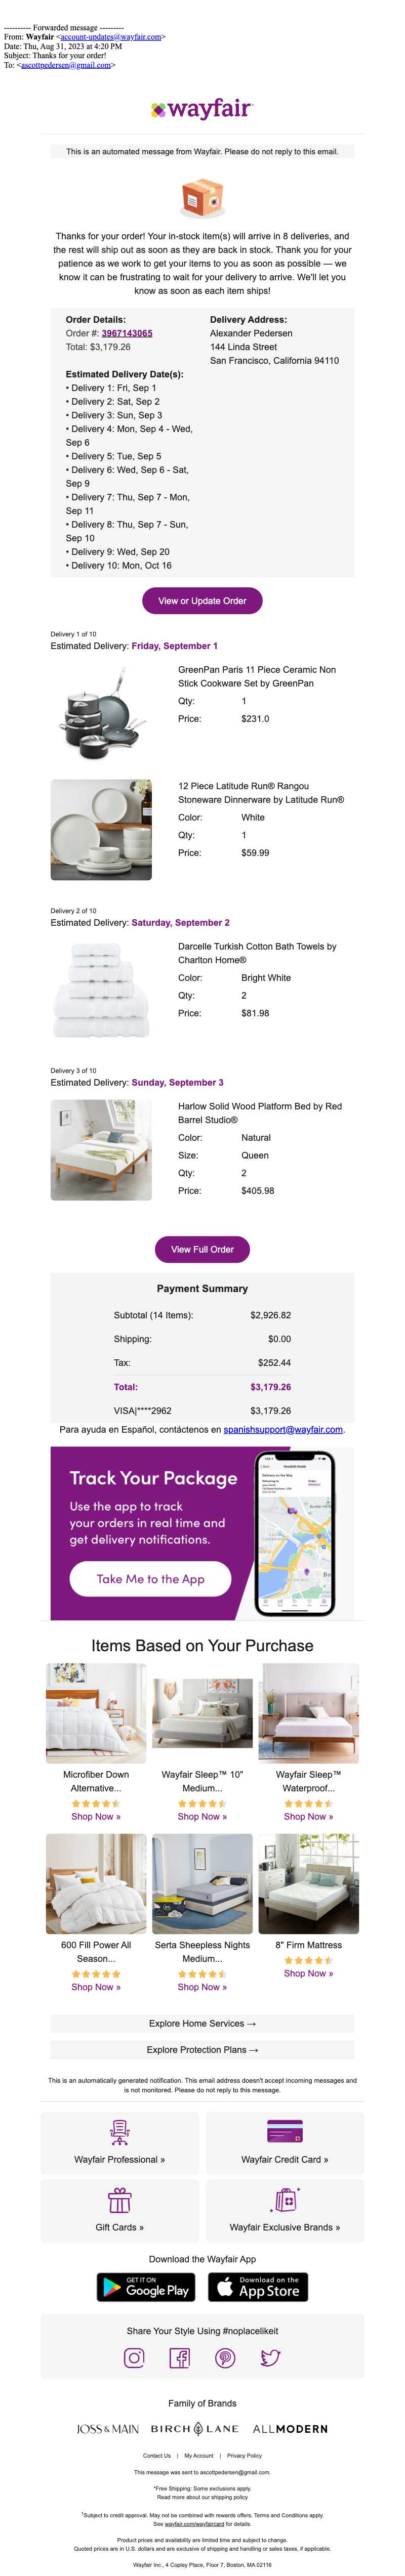 ---------- Forwarded message ---------
From: Wayfair <account-updates@wayfair.com>
Date: Thu, Aug 31, 2023 at 4:20 PM
Subject: Thanks for your order!
To: <ascottpedersen@gmail.com>
wayfair
This is an automated message from Wayfair. Please do not reply to this email.
Thanks for your order! Your in-stock item(s) will arrive in 8 deliveries, and
the rest will ship out as soon as they are back in stock. Thank you for your
patience as we work to get your items to you as soon as possible — we
know it can be frustrating to wait for your delivery to arrive. We'll let you
know as soon as each item ships!
Order Details:
Order #: 3967143065
Total: $3,179.26
Delivery Address:
Alexander Pedersen
144 Linda Street
San Francisco, California 94110
Estimated Delivery Date(s):
• Delivery 1: Fri, Sep 1
• Delivery 2: Sat, Sep 2
• Delivery 3: Sun, Sep 3
• Delivery 4: Mon, Sep 4 - Wed,
Sep 6
• Delivery 5: Tue, Sep 5
• Delivery 6: Wed, Sep 6 - Sat,
Sep 9
• Delivery 7: Thu, Sep 7 - Mon,
Sep 11
• Delivery 8: Thu, Sep 7 - Sun,
Sep 10
• Delivery 9: Wed, Sep 20
• Delivery 10: Mon, Oct 16
View or Update Order
Delivery 1 of 10
Estimated Delivery: Friday, September 1
GreenPan Paris 11 Piece Ceramic Non
Stick Cookware Set by GreenPan
Qty: 1
Price: $231.0
12 Piece Latitude Run® Rangou
Stoneware Dinnerware by Latitude Run®
Color: White
Qty: 1
Price: $59.99
Delivery 2 of 10
Estimated Delivery: Saturday, September 2
Darcelle Turkish Cotton Bath Towels by
Charlton Home®
Color: Bright White
Qty: 2
Price: $81.98
Delivery 3 of 10
Estimated Delivery: Sunday, September 3
Harlow Solid Wood Platform Bed by Red
Barrel Studio®
Color: Natural
Size: Queen
Qty: 2
Price: $405.98
View Full Order
Payment Summary
Subtotal (14 Items): $2,926.82
Shipping: $0.00
Tax: $252.44
Total: $3,179.26
VISA|****2962 $3,179.26
Para ayuda en Español, contáctenos en spanishsupport@wayfair.com.
Track Your Package
Use the app to track
your orders in real time and
get delivery notifications.
Take Me to the App
Items Based on Your Purchase
Microfiber Down
Alternative...
Shop Now »
Wayfair Sleep™ 10"
Medium...
Shop Now »
Wayfair Sleep™
Waterproof...
Shop Now »
600 Fill Power All
Season...
Shop Now »
Serta Sheepless Nights
Medium...
Shop Now »
8" Firm Mattress
Shop Now »
Explore Home Services →
Explore Protection Plans →
This is an automatically generated notification. This email address doesn't accept incoming messages and
is not monitored. Please do not reply to this message.
Wayfair Professional »
Wayfair Credit Card »
Gift Cards »
Wayfair Exclusive Brands »
Download the Wayfair App
GET IT ON
Google Play
Download on the
App Store
Share Your Style Using #noplacelikeit
Family of Brands
JOSS & MAIN
BIRCH LANE
ALLMODERN
Contact Us | My Account | Privacy Policy
This message was sent to ascottpedersen@gmail.com.
*Free Shipping: Some exclusions apply.
Read more about our shipping policy
†Subject to credit approval. May not be combined with rewards offers. Terms and Conditions apply.
See wayfair.com/wayfaircard for details.
Product prices and availability are limited time and subject to change.
Quoted prices are in U.S. dollars and are exclusive of shipping and handling or sales taxes, if applicable.
Wayfair Inc., 4 Copley Place, Floor 7, Boston, MA 02116